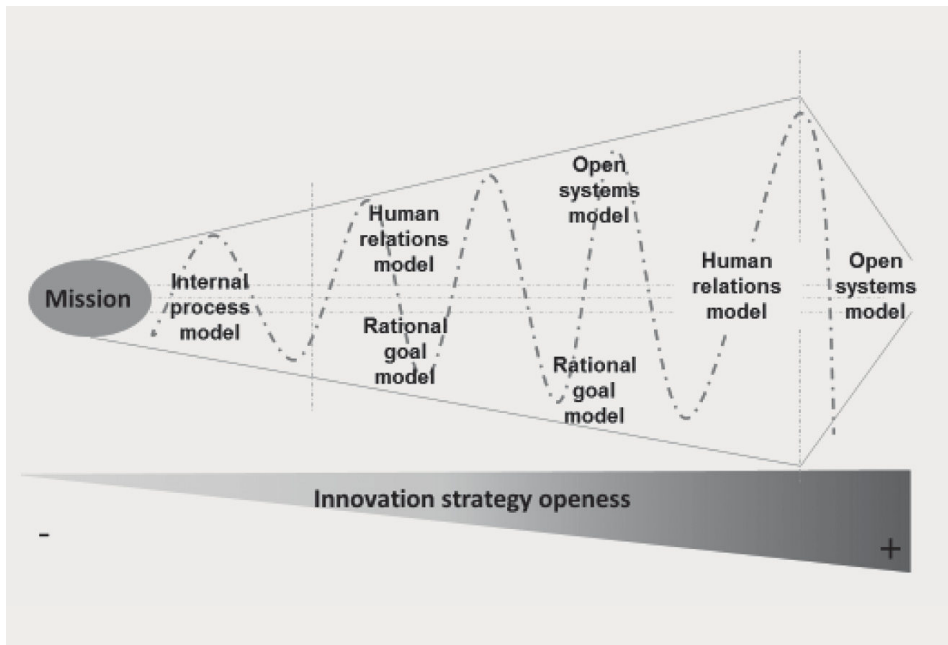 Mission
Internal
process
model
Human
relations
model
Rational
goal
model
Open
systems
model
Rational
goal
model
Human
relations
model
Open
systems
model
Innovation strategy openess
-
+